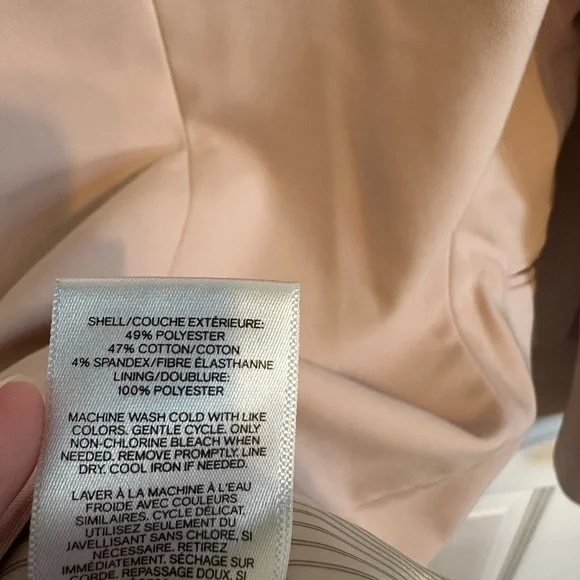 SHELL/COUCHE EXTÉRIEURE:
49% POLYESTER
47% COTTON/COTON
4% SPANDEX/FIBRE ÉLASTHANNE
LINING/DOUBLURE:
100% POLYESTER
MACHINE WASH COLD WITH LIKE
COLORS. GENTLE CYCLE. ONLY
NON-CHLORINE BLEACH WHEN
NEEDED. REMOVE PROMPTLY. LINE
DRY. COOL IRON IF NEEDED.
LAVER À LA MACHINE À L'EAU
FROIDE AVEC COULEURS
SIMILAIRES. CYCLE DÉLICAT.
UTILISEZ SEULEMENT DE L'EAU
JAVELLISANT SANS CHLORE, SI
NÉCESSAIRE. RETIREZ
IMMÉDIATEMENT. SÉCHAGE SUR
CORDE. REPASSAGE DOUX, SI
NÉCESSAIRE.